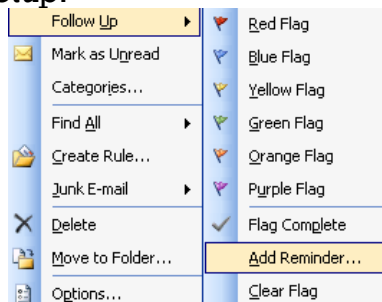 setup.
Follow Up
Mark as Unread
Categories...
Find All
Create Rule...
Junk E-mail
Delete
Move to Folder...
Options...
Red Flag
Blue Flag
Yellow Flag
Green Flag
Orange Flag
Purple Flag
Flag Complete
Add Reminder...
Clear Flag